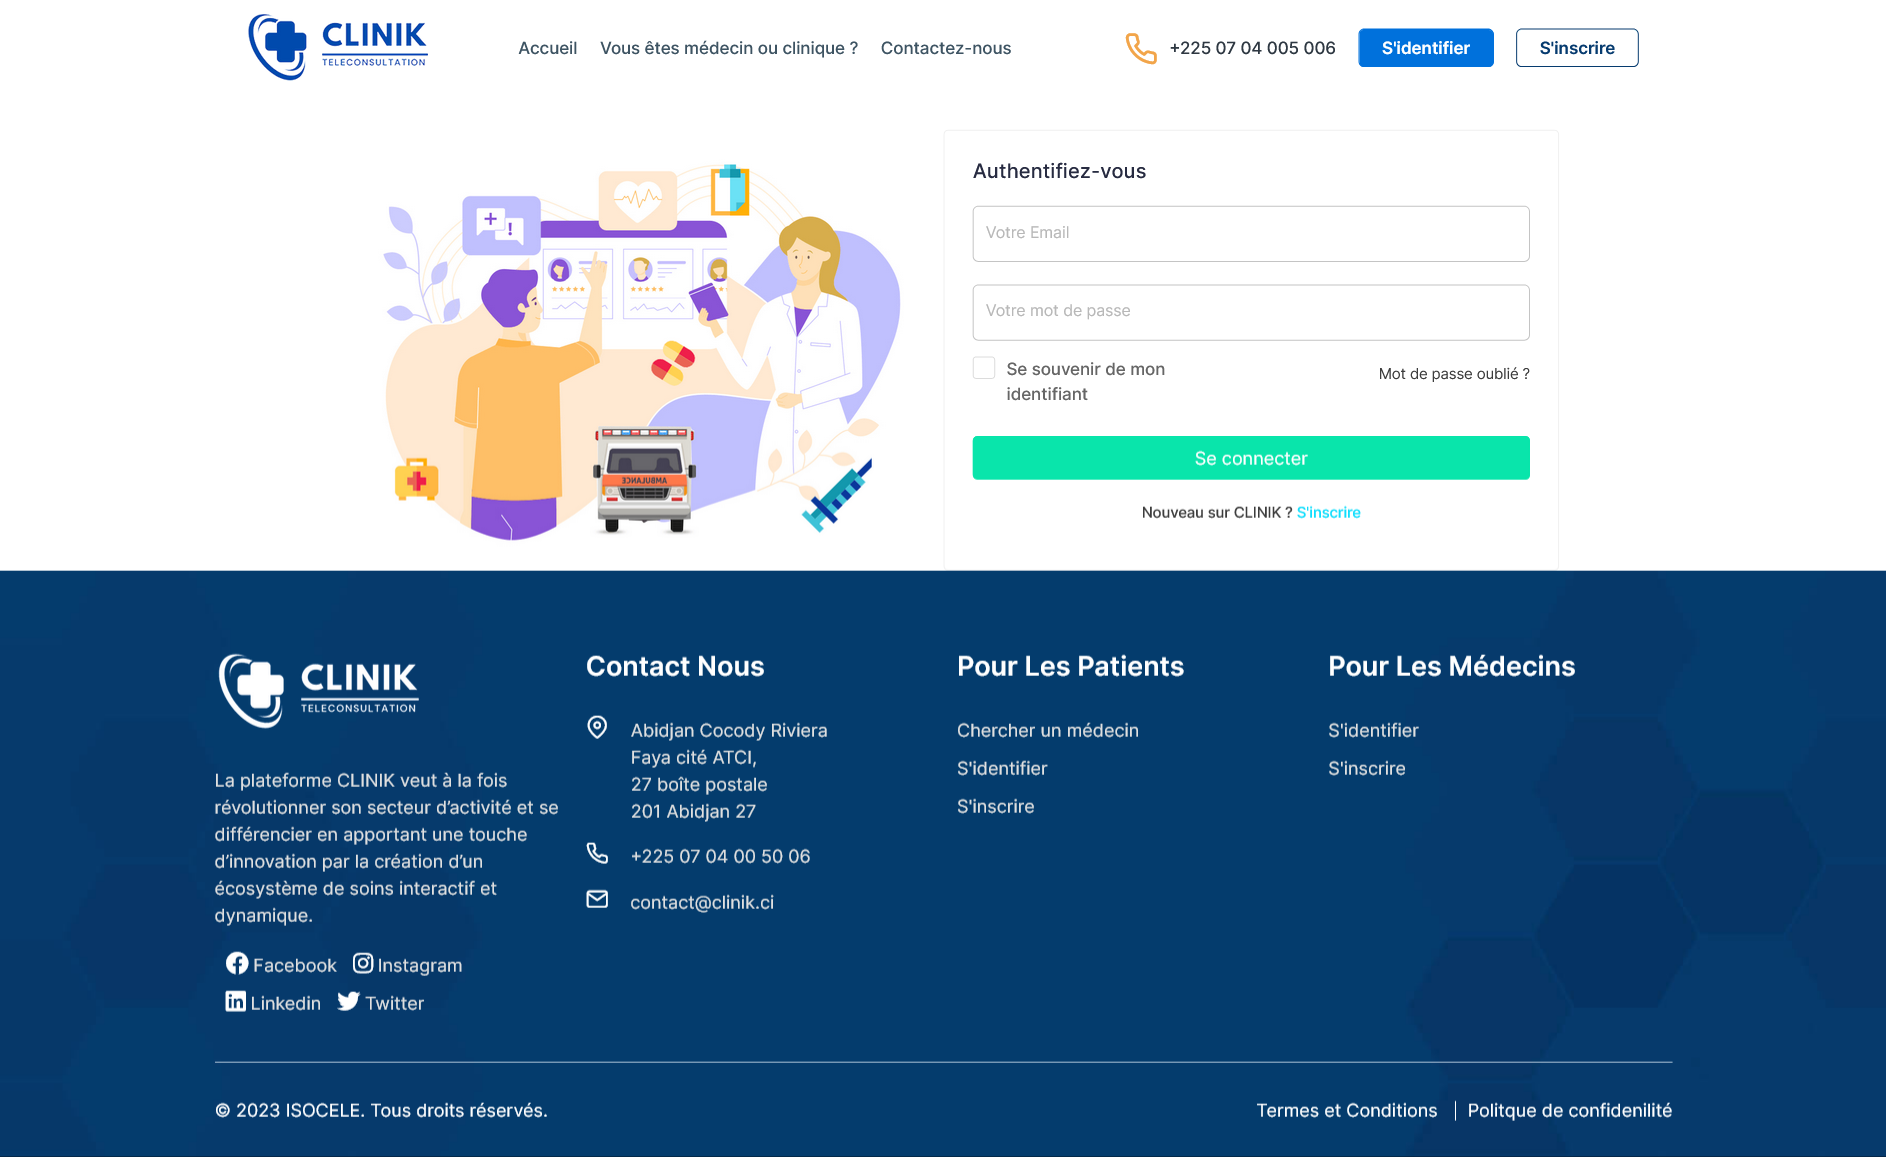 CLINIK
TELECONSULTATION
Accueil
Vous êtes médecin ou clinique ?
Contactez-nous
+225 07 04 005 006
S'identifier
S'inscrire
Authentifiez-vous
Votre Email
Votre mot de passe
Se souvenir de mon
identifiant
Mot de passe oublié ?
Se connecter
Nouveau sur CLINIK ? S'inscrire
AMBULANCE
CLINIK
TELECONSULTATION
La plateforme CLINIK veut à la fois
révolutionner son secteur d’activité et se
différencier en apportant une touche
d’innovation par la création d’un
écosystème de soins interactif et
dynamique.
Facebook
Instagram
Linkedin
Twitter
Contact Nous
Abidjan Cocody Riviera
Faya cité ATCI,
27 boîte postale
201 Abidjan 27
+225 07 04 00 50 06
contact@clinik.ci
Pour Les Patients
Chercher un médecin
S'identifier
S'inscrire
Pour Les Médecins
S'identifier
S'inscrire
© 2023 ISOCELE. Tous droits réservés.
Termes et Conditions
Politque de confidenilité